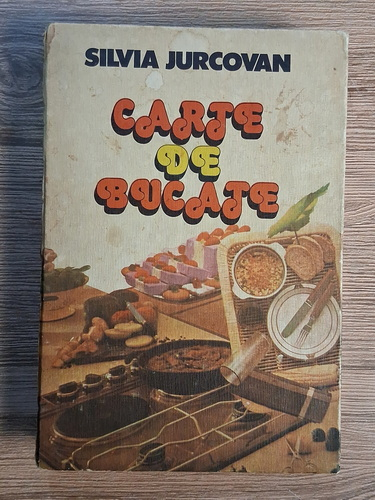 SILVIA JURCOVAN
CARTE
DE
BUCATE